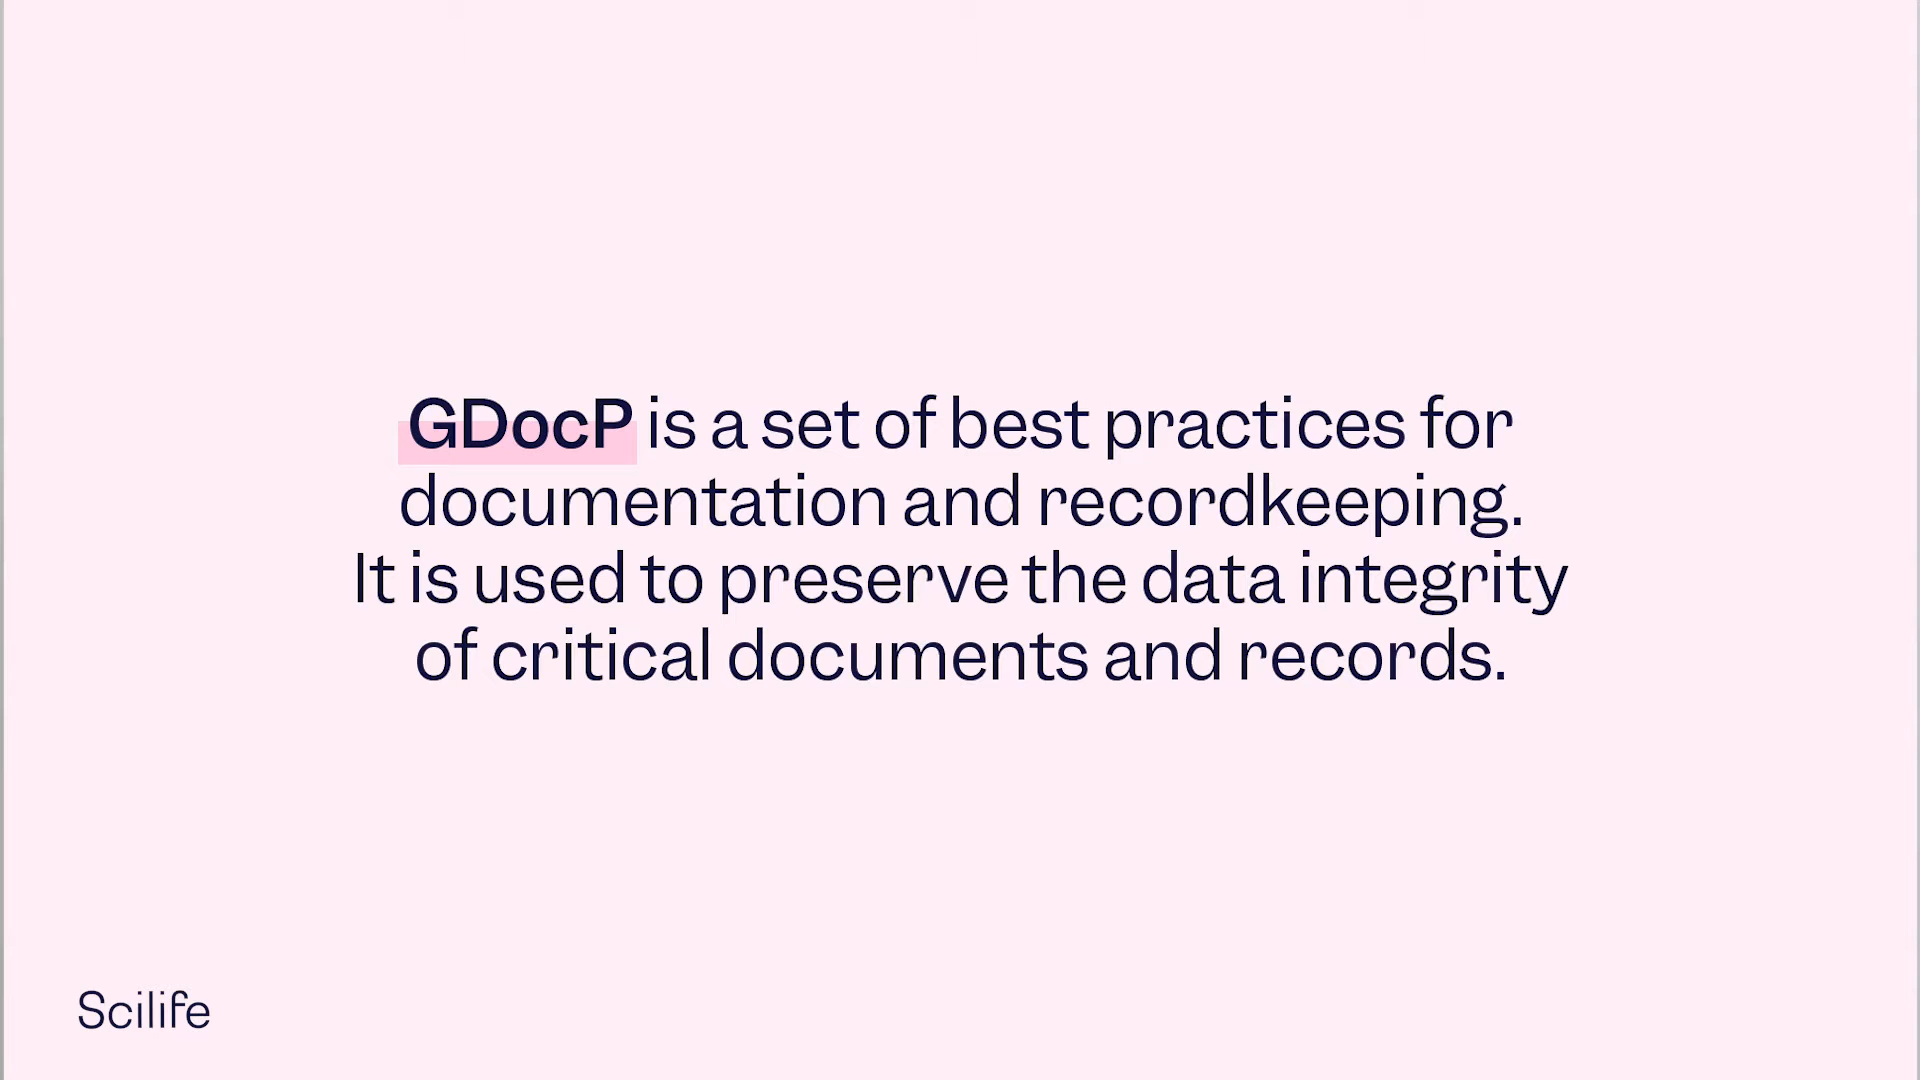 GDocP is a set of best practices for
documentation and recordkeeping.
It is used to preserve the data integrity
of critical documents and records.
Scilife